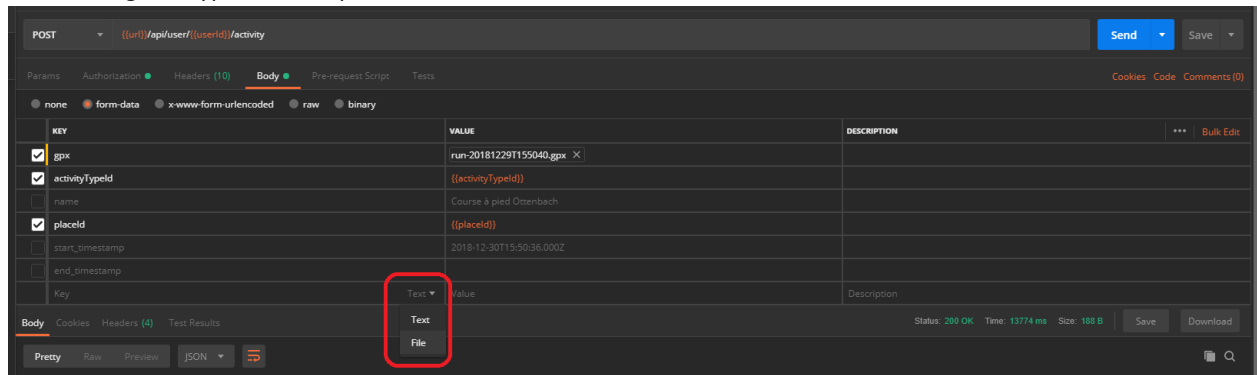 POST {{url}}/api/user/{{userId}}/activity Send Save
Params Authorization Headers (10) Body Pre-request Script Tests Cookies Code Comments (0)
none form-data x-www-form-urlencoded raw binary
KEY VALUE DESCRIPTION ••• Bulk Edit
gpx run-20181229T155040.gpx ×
activityTypeId {{activityTypeId}}
name Course à pied Ottenbach
placeId {{placeId}}
start_timestamp 2018-12-30T15:50:36.000Z
end_timestamp
Key Text Value Description
Text
File
Body Cookies Headers (4) Test Results Status: 200 OK Time: 13774 ms Size: 188 B Save Download
Pretty Raw Preview JSON